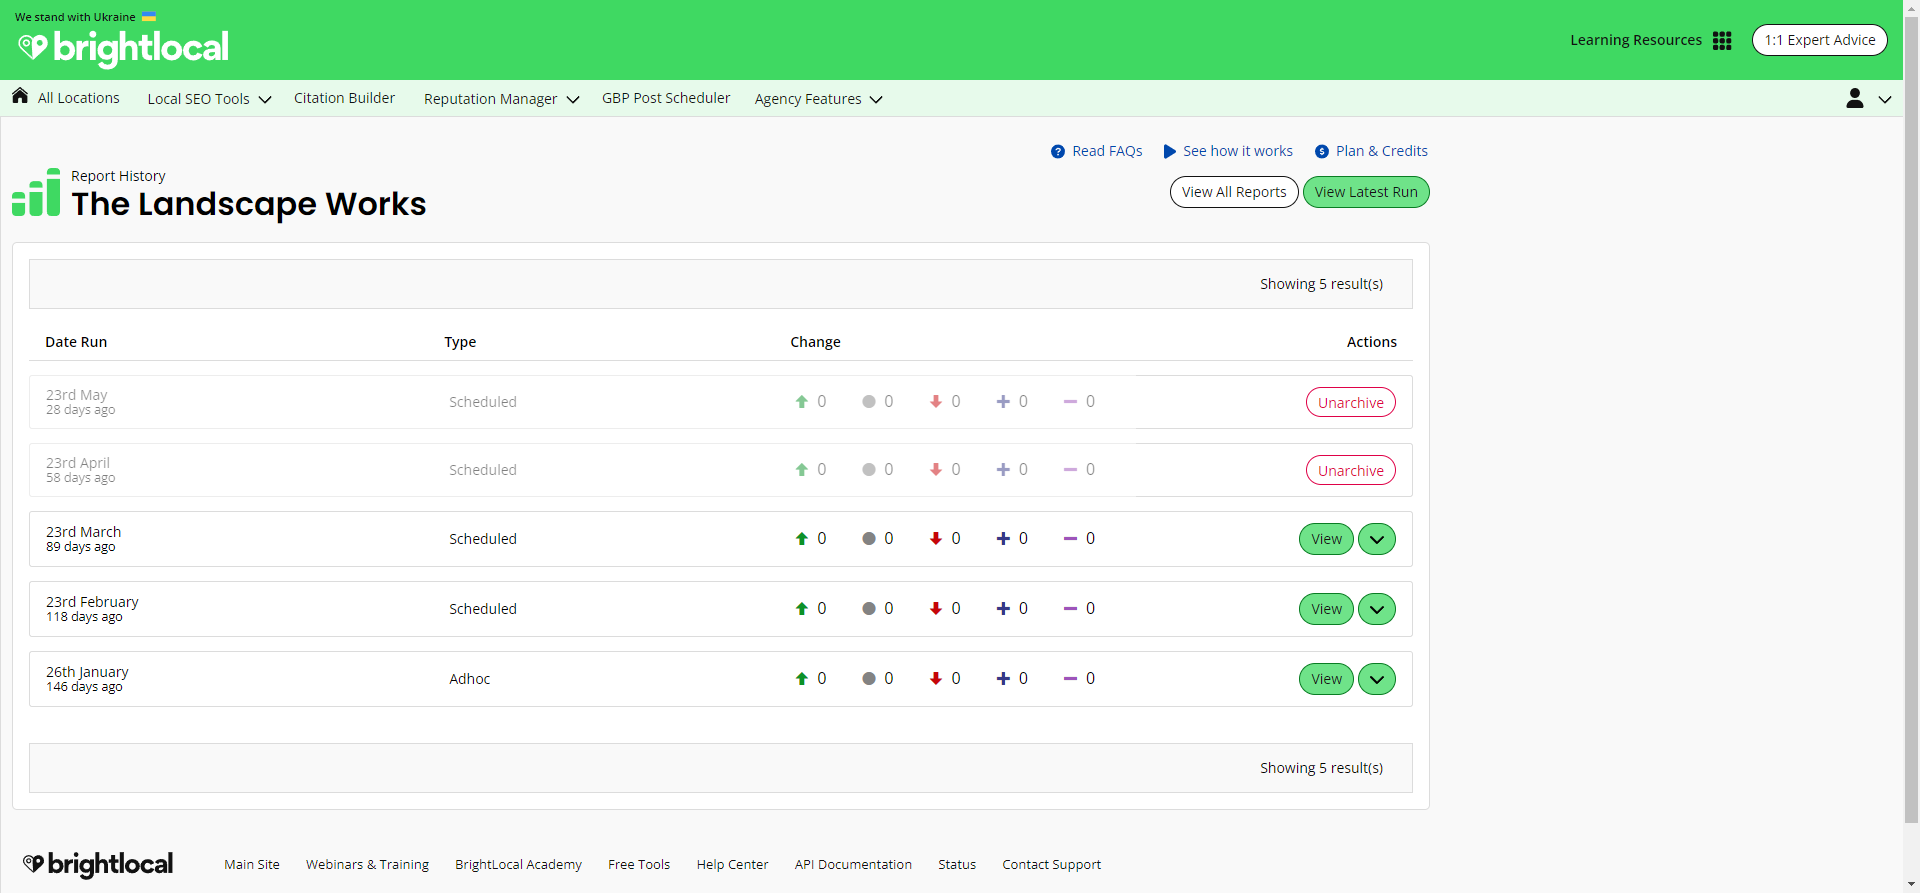 We stand with Ukraine
brightlocal
Learning Resources
1:1 Expert Advice
All Locations
Local SEO Tools
Citation Builder
Reputation Manager
GBP Post Scheduler
Agency Features
Read FAQs
See how it works
Plan & Credits
Report History
The Landscape Works
View All Reports
View Latest Run
Showing 5 result(s)
Date Run Type Change Actions
23rd May
28 days ago
Scheduled 0 0 0 0 0 Unarchive
23rd April
58 days ago
Scheduled 0 0 0 0 0 Unarchive
23rd March
89 days ago
Scheduled 0 0 0 0 0 View
23rd February
118 days ago
Scheduled 0 0 0 0 0 View
26th January
146 days ago
Adhoc 0 0 0 0 0 View
Showing 5 result(s)
brightlocal
Main Site
Webinars & Training
BrightLocal Academy
Free Tools
Help Center
API Documentation
Status
Contact Support